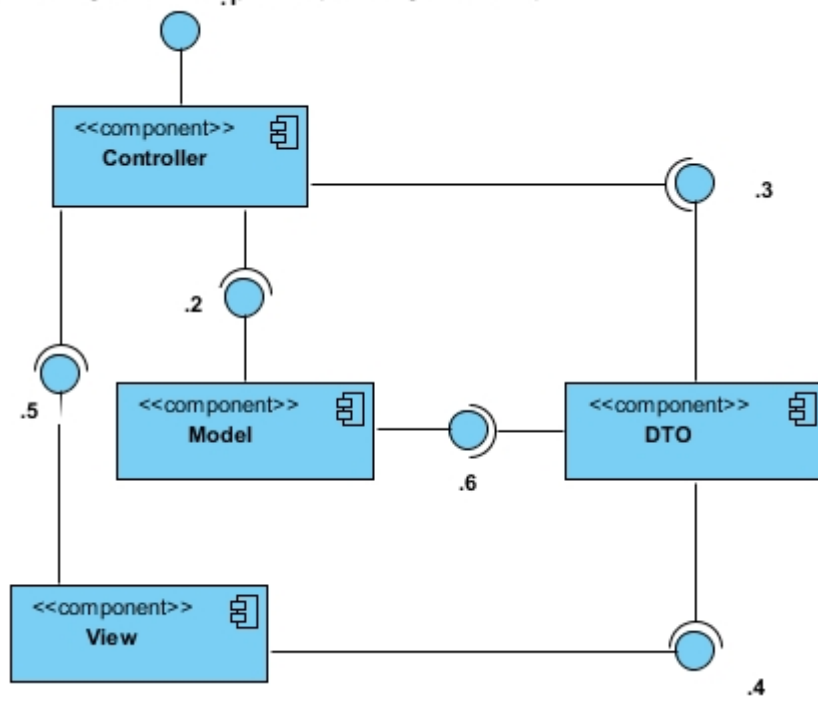 <<component>>
Controller
.3
.2
.5
<<component>>
Model
<<component>>
DTO
.6
<<component>>
View
.4